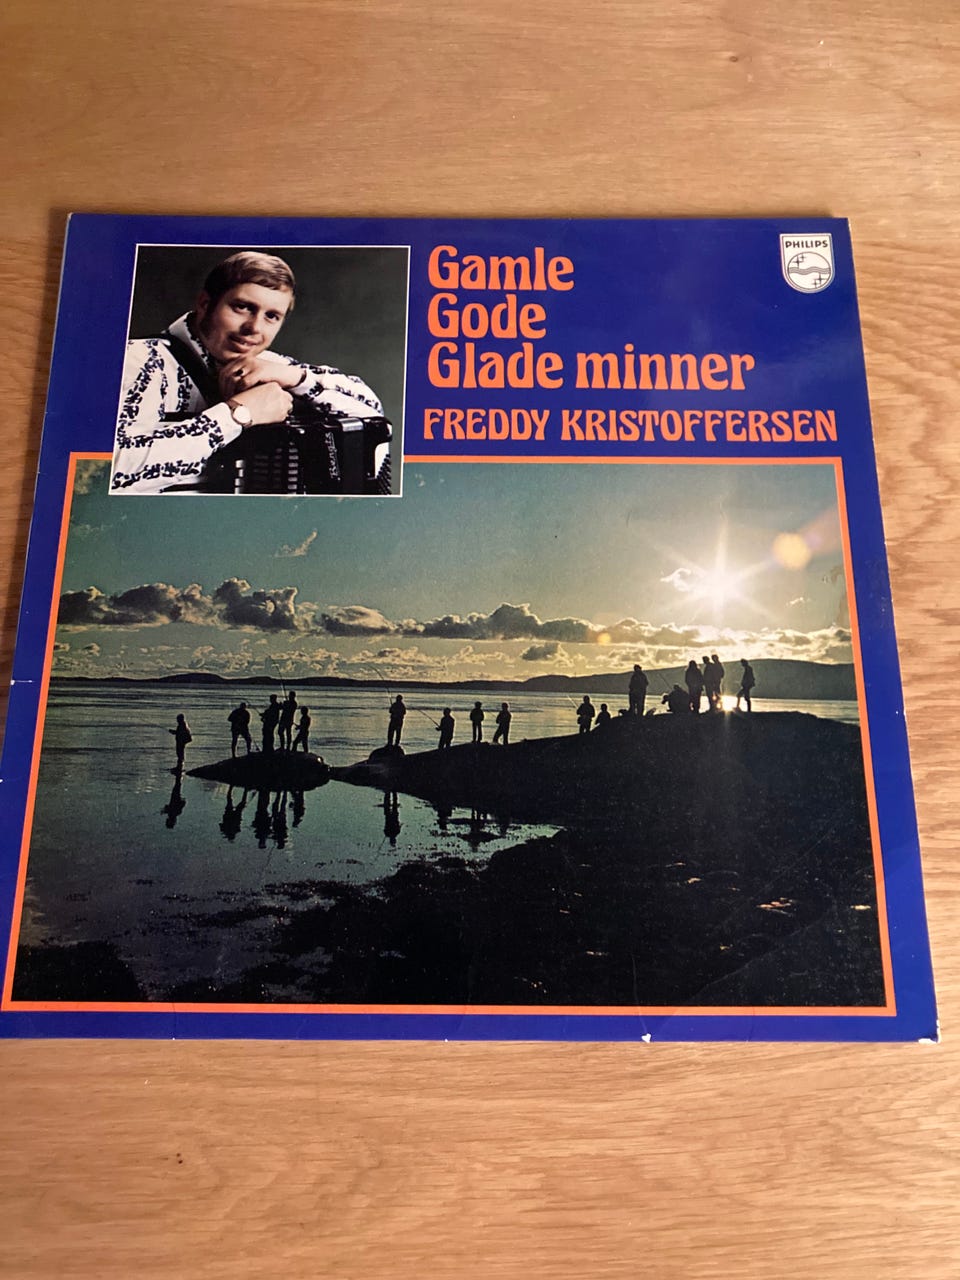 Gamle
Gode
Glade minner
FREDDY KRISTOFFERSEN
PHILIPS